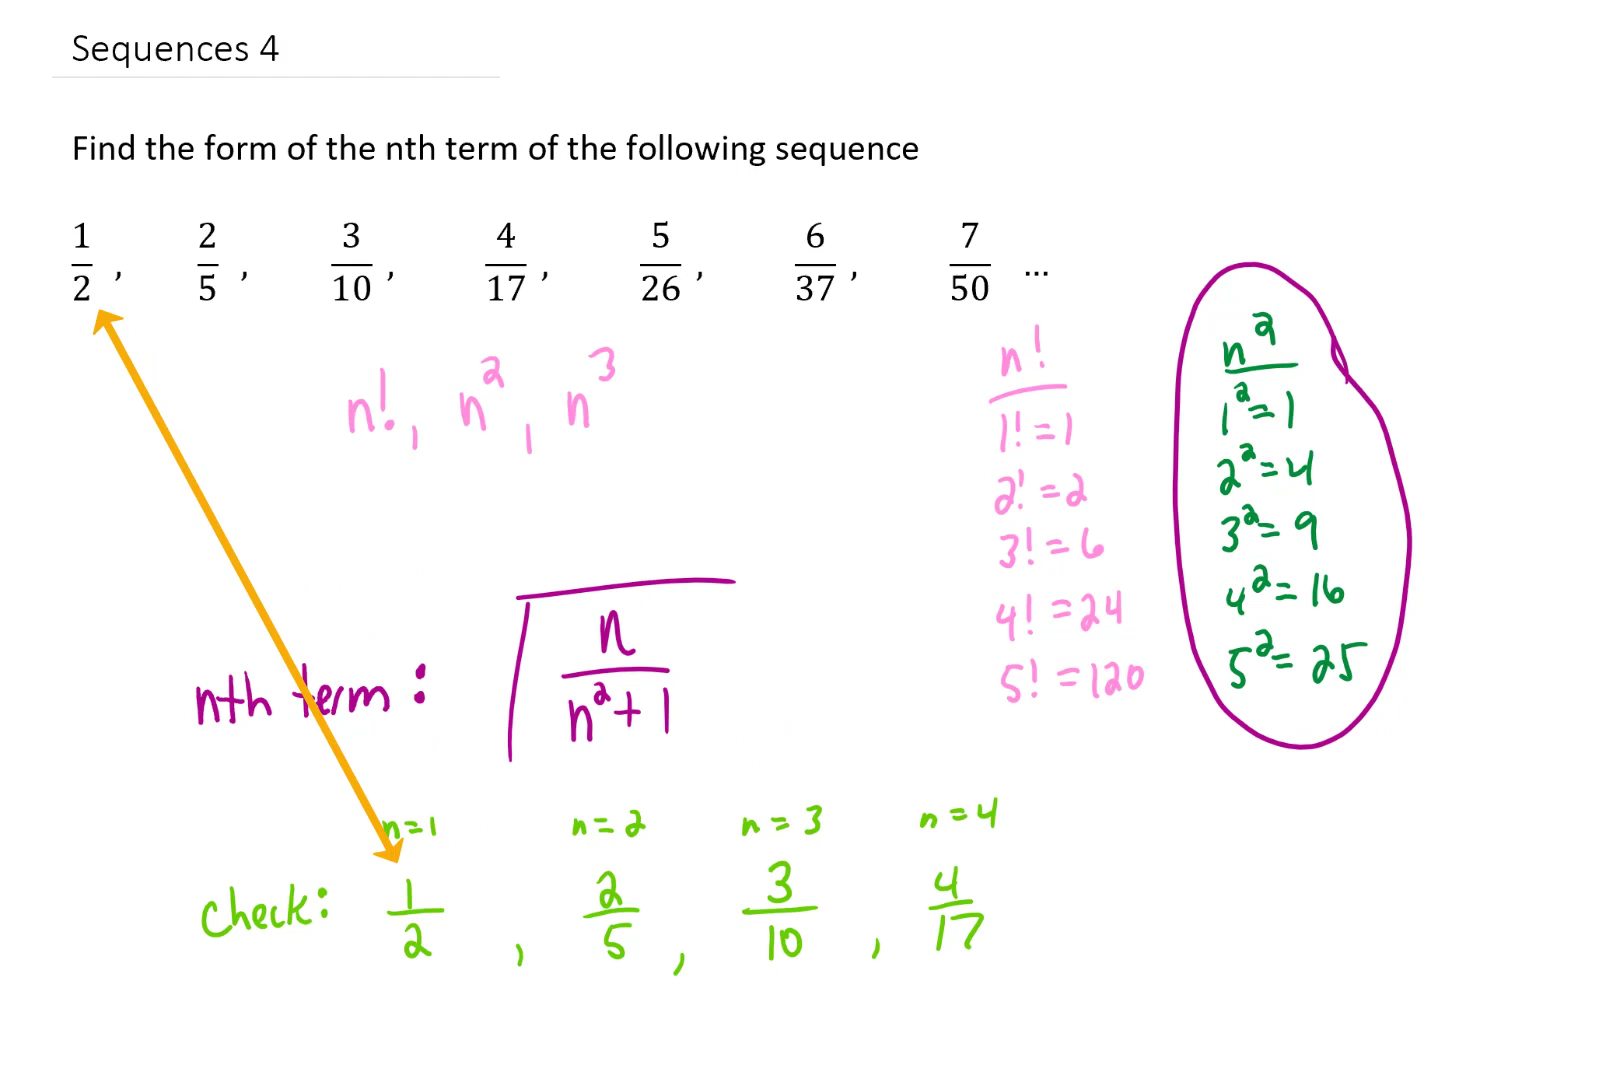 Sequences 4
Find the form of the nth term of the following sequence
1/2, 2/5, 3/10, 4/17, 5/26, 6/37, 7/50 ...
n!, n², n³
n!
1! = 1
2! = 2
3! = 6
4! = 24
5! = 120
n²
1² = 1
2² = 4
3² = 9
4² = 16
5² = 25
nth term: n/(n²+1)
n=1 n=2 n=3 n=4
Check: 1/2, 2/5, 3/10, 4/17